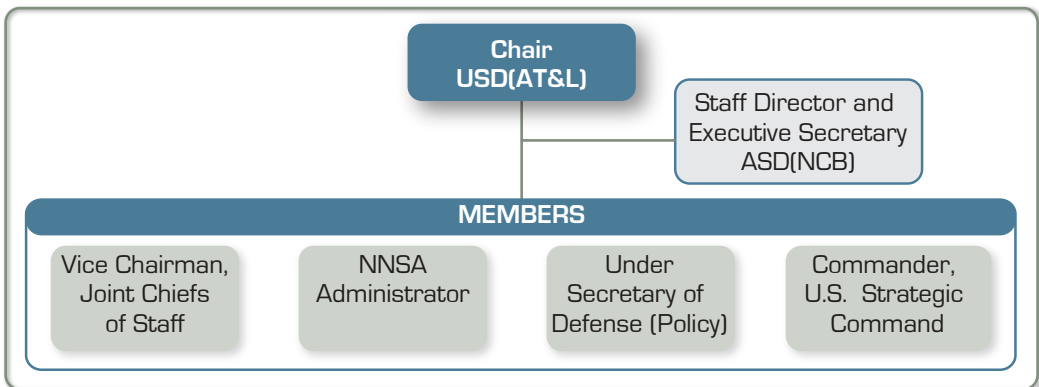 Chair
USD(AT&L)
Staff Director and
Executive Secretary
ASD(NCB)
MEMBERS
Vice Chairman,
Joint Chiefs
of Staff
NNSA
Administrator
Under
Secretary of
Defense (Policy)
Commander,
U.S. Strategic
Command